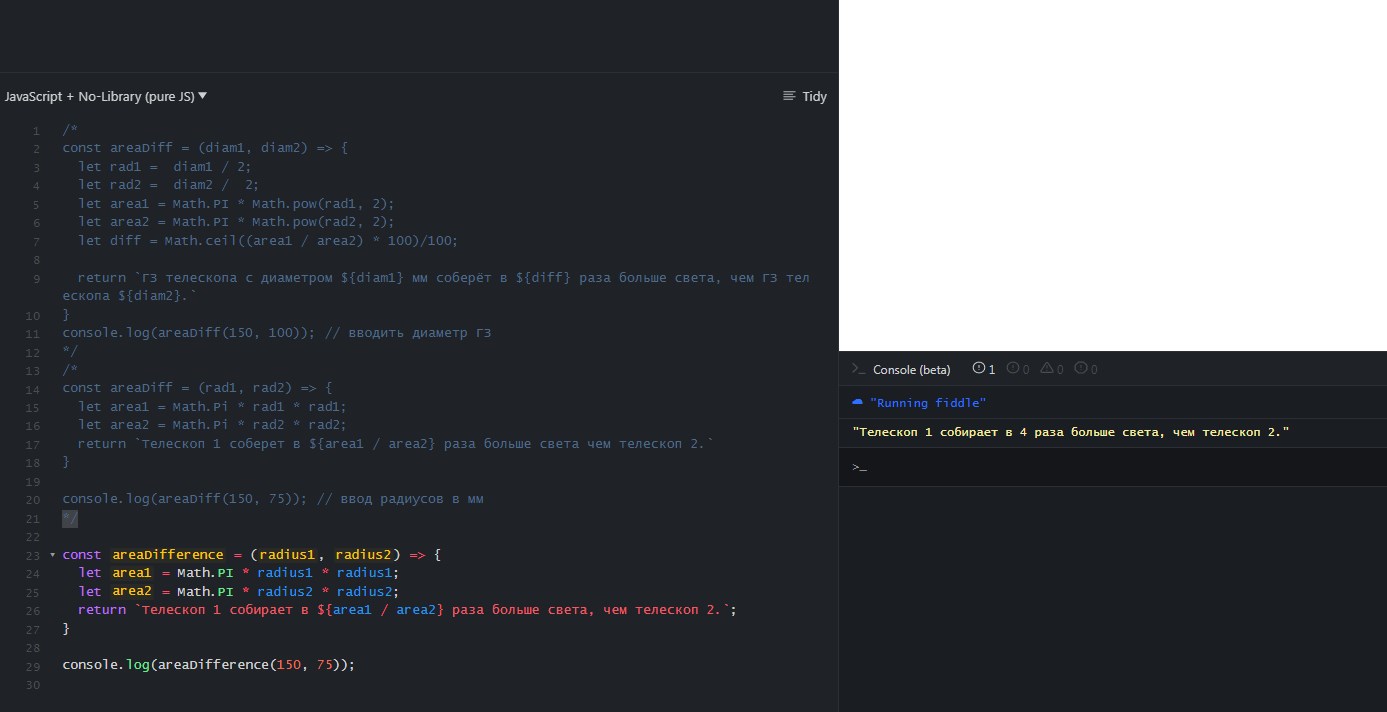 JavaScript + No-Library (pure JS) ▼
Tidy
1 /*
2 const areaDiff = (diam1, diam2) => {
3   let rad1 =  diam1 / 2;
4   let rad2 =  diam2 /  2;
5   let area1 = Math.PI * Math.pow(rad1, 2);
6   let area2 = Math.PI * Math.pow(rad2, 2);
7   let diff = Math.ceil((area1 / area2) * 100)/100;
8
9   return `ГЗ телескопа с диаметром ${diam1} мм соберёт в ${diff} раза больше света, чем ГЗ тел
ескопа ${diam2}.`
10 }
11 console.log(areaDiff(150, 100)); // вводить диаметр ГЗ
12 */
13 /*
14 const areaDiff = (rad1, rad2) => {
15   let area1 = Math.Pi * rad1 * rad1;
16   let area2 = Math.Pi * rad2 * rad2;
17   return `Телескоп 1 соберет в ${area1 / area2} раза больше света чем телескоп 2.`
18 }
19
20 console.log(areaDiff(150, 75)); // ввод радиусов в мм
21 */
22
23 const areaDifference = (radius1, radius2) => {
24   let area1 = Math.PI * radius1 * radius1;
25   let area2 = Math.PI * radius2 * radius2;
26   return `Телескоп 1 собирает в ${area1 / area2} раза больше света, чем телескоп 2.`;
27 }
28
29 console.log(areaDifference(150, 75));
30
>_ Console (beta) 1 0 0 0
"Running fiddle"
"Телескоп 1 собирает в 4 раза больше света, чем телескоп 2."
>_